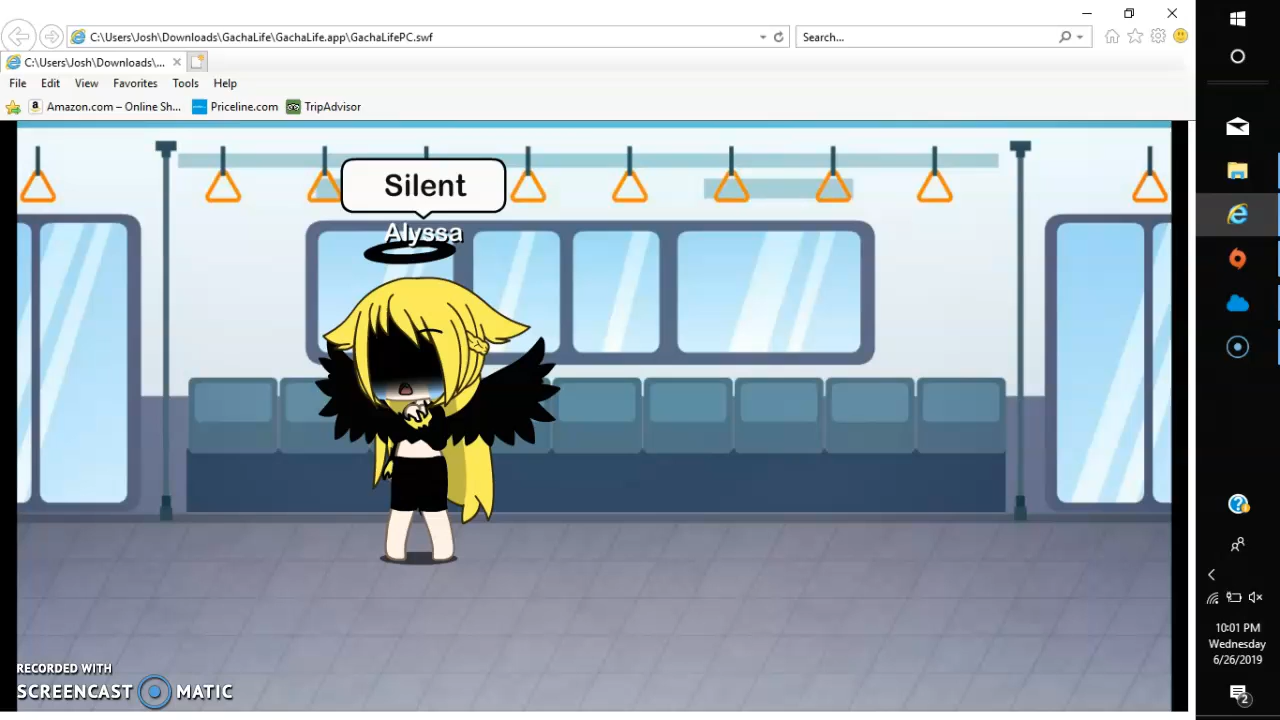 C:\Users\Josh\Downloads\GachaLife\GachaLife.app\GachaLifePC.swf
Search...
C:\Users\Josh\Downloads\...
File Edit View Favorites Tools Help
Amazon.com – Online Sh... Priceline.com TripAdvisor
Silent
Alyssa
RECORDED WITH
SCREENCAST MATIC
10:01 PM
Wednesday
6/26/2019
2